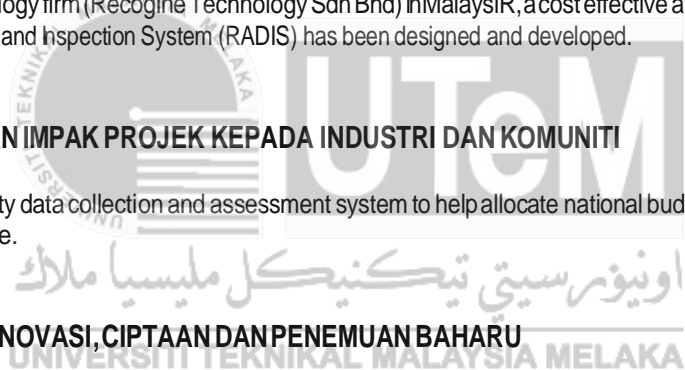 ology firm (Recogine Technology Sdn Bhd) in MalaysiR, a cost effective a
and Inspection System (RADIS) has been designed and developed.
N IMPAK PROJEK KEPADA INDUSTRI DAN KOMUNITI
ty data collection and assessment system to help allocate national bud
e.
NOVASI, CIPTAAN DAN PENEMUAN BAHARU
UTeM
اونيۏرسيتي تيكنيكل مليسيا ملاك
UNIVERSITI TEKNIKAL MALAYSIA MELAKA